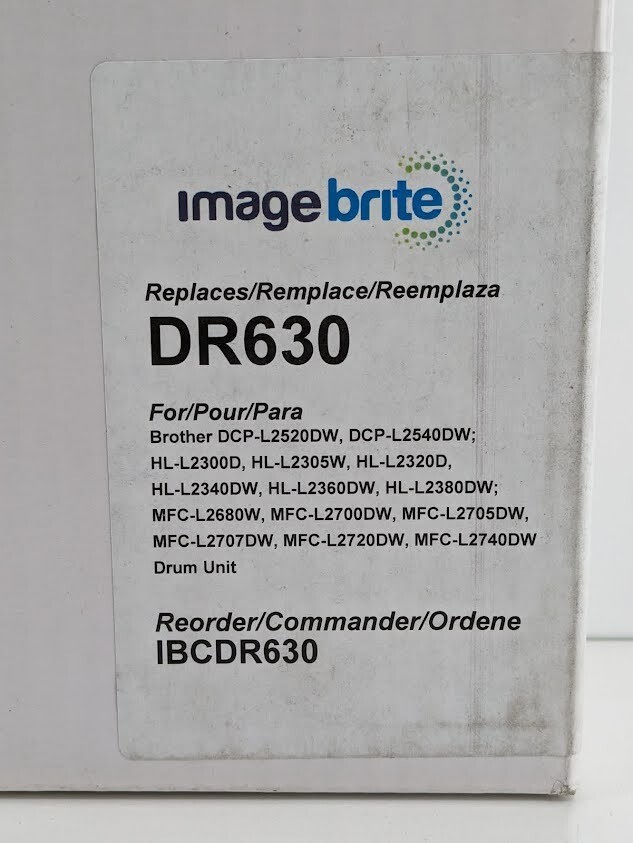 ımage brıte
Replaces/Remplace/Reemplaza
DR630
For/Pour/Para
Brother DCP-L2520DW, DCP-L2540DW;
HL-L2300D, HL-L2305W, HL-L2320D,
HL-L2340DW, HL-L2360DW, HL-L2380DW;
MFC-L2680W, MFC-L2700DW, MFC-L2705DW,
MFC-L2707DW, MFC-L2720DW, MFC-L2740DW
Drum Unit
Reorder/Commander/Ordene
IBCDR630